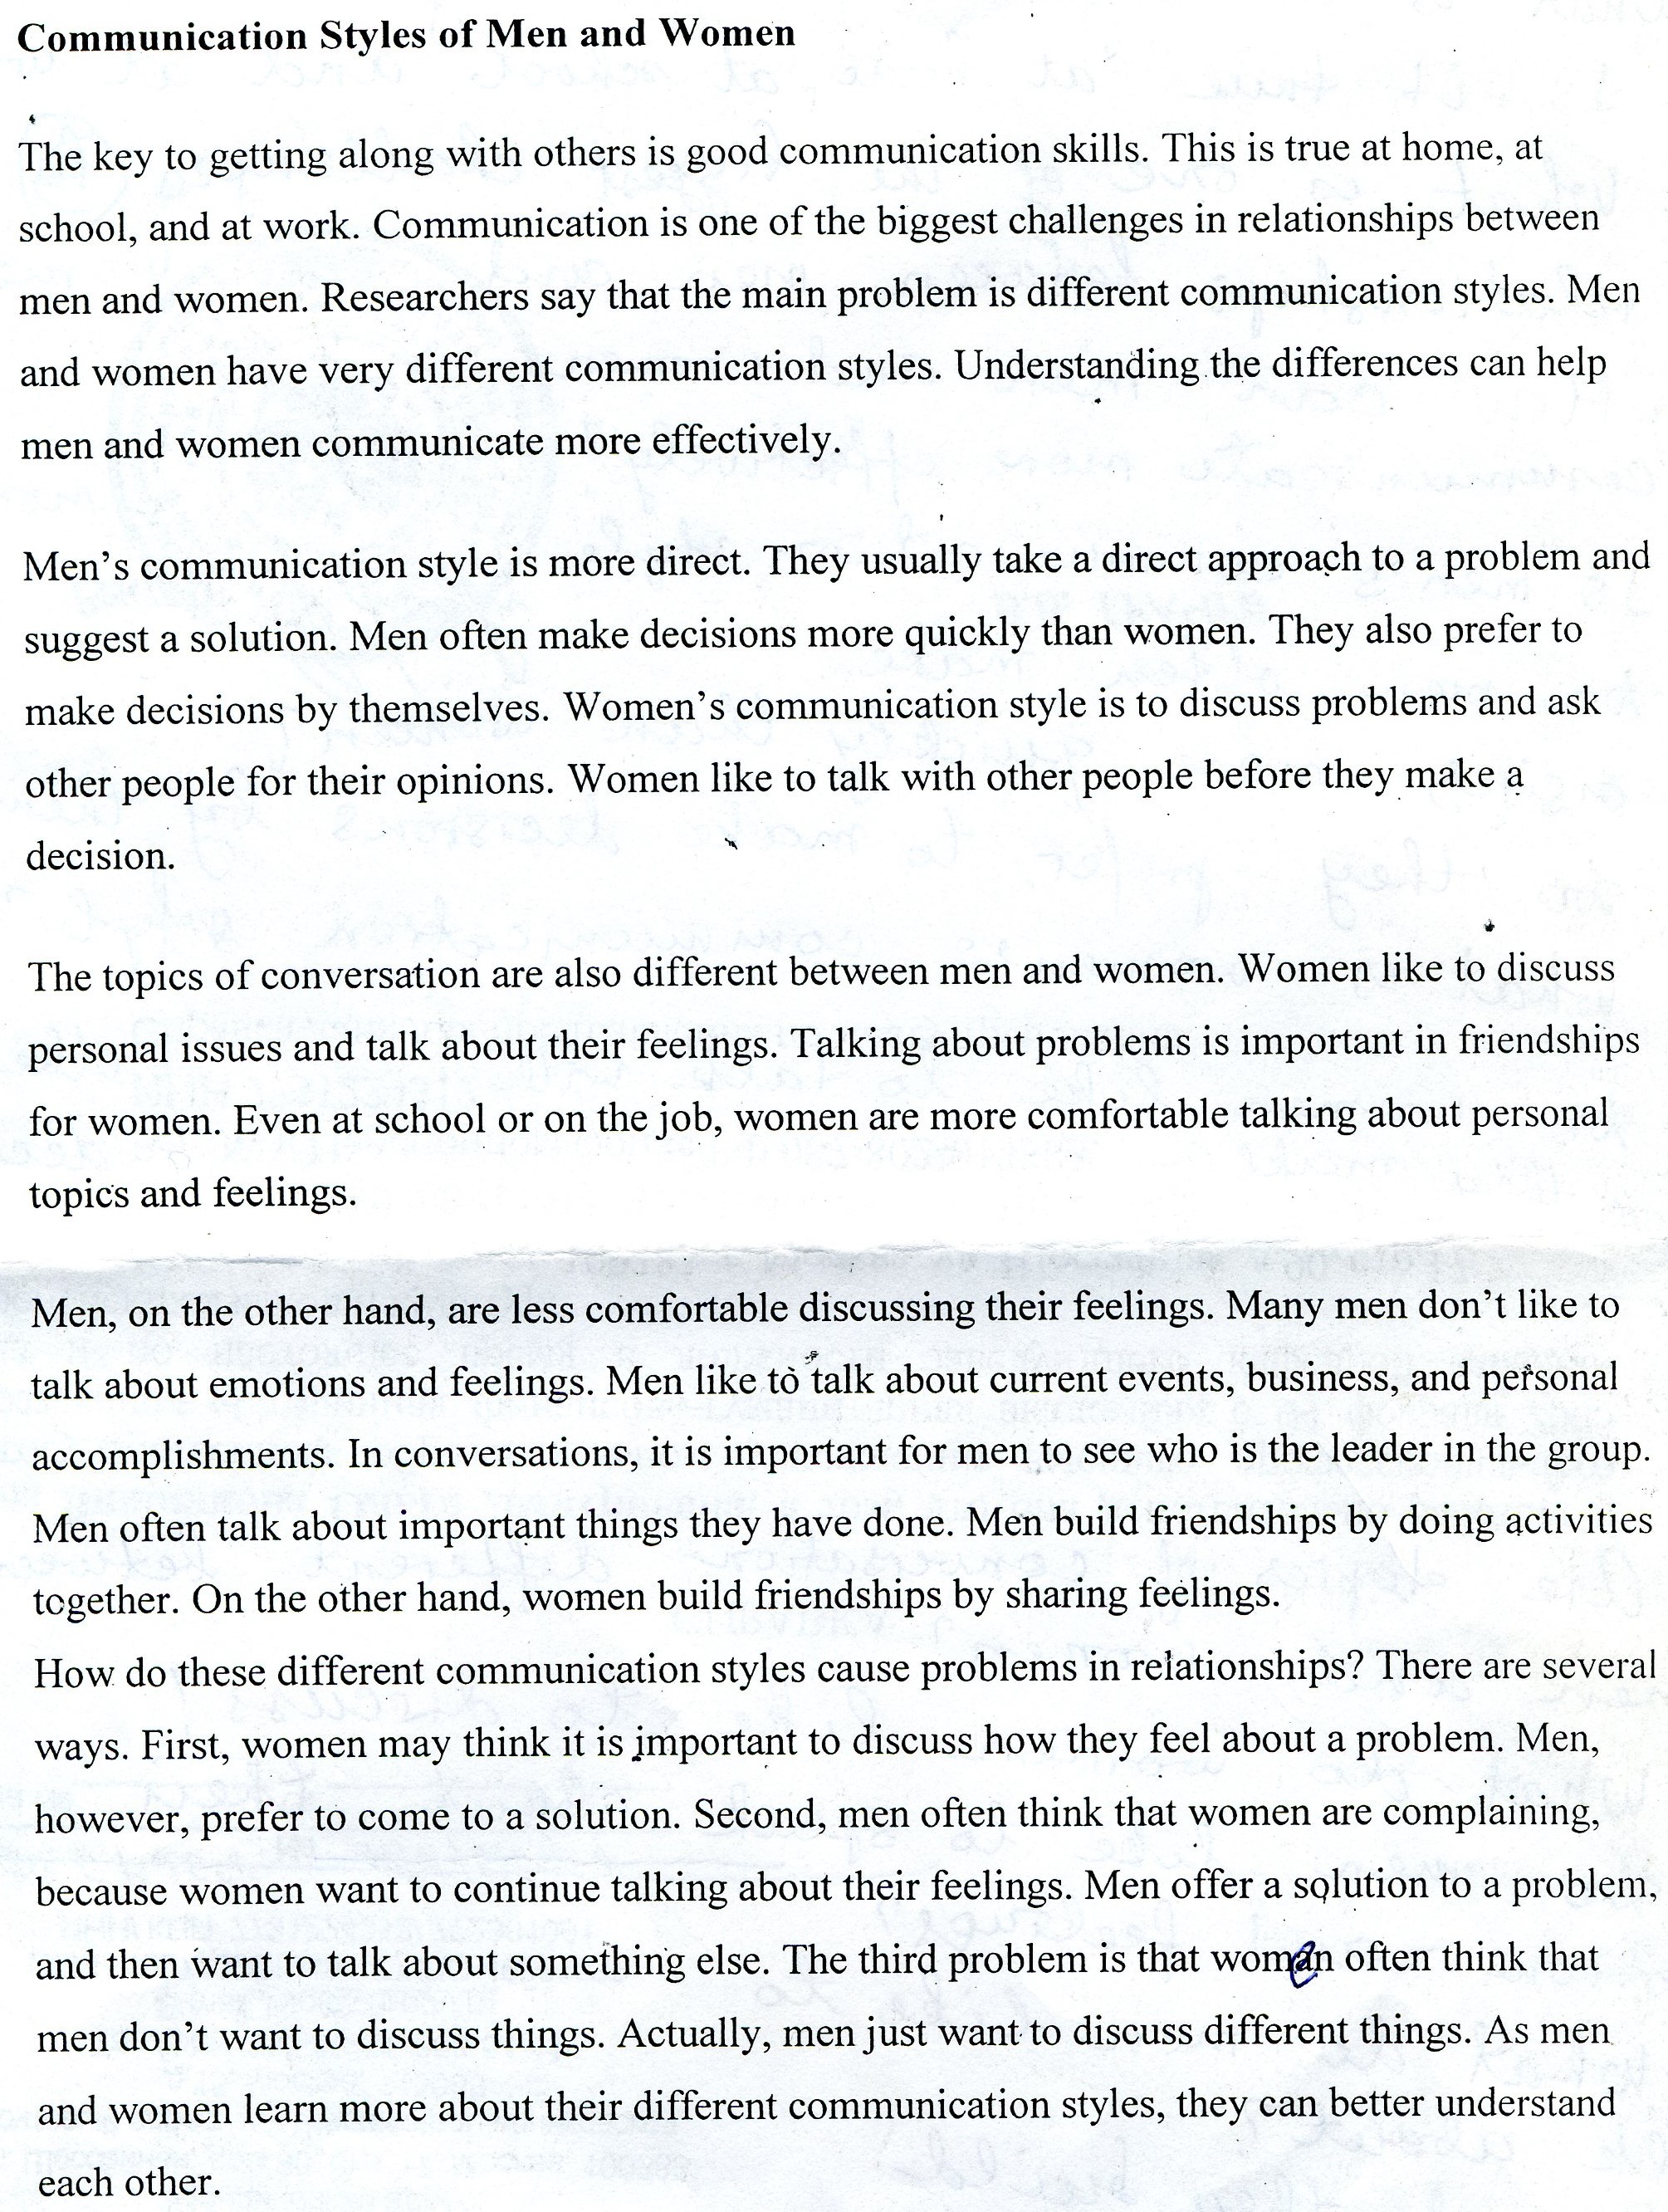 Communication Styles of Men and Women
The key to getting along with others is good communication skills. This is true at home, at
school, and at work. Communication is one of the biggest challenges in relationships between
men and women. Researchers say that the main problem is different communication styles. Men
and women have very different communication styles. Understanding the differences can help
men and women communicate more effectively.
Men’s communication style is more direct. They usually take a direct approach to a problem and
suggest a solution. Men often make decisions more quickly than women. They also prefer to
make decisions by themselves. Women’s communication style is to discuss problems and ask
other people for their opinions. Women like to talk with other people before they make a
decision.
The topics of conversation are also different between men and women. Women like to discuss
personal issues and talk about their feelings. Talking about problems is important in friendships
for women. Even at school or on the job, women are more comfortable talking about personal
topics and feelings.
Men, on the other hand, are less comfortable discussing their feelings. Many men don’t like to
talk about emotions and feelings. Men like to talk about current events, business, and personal
accomplishments. In conversations, it is important for men to see who is the leader in the group.
Men often talk about important things they have done. Men build friendships by doing activities
together. On the other hand, women build friendships by sharing feelings.
How do these different communication styles cause problems in relationships? There are several
ways. First, women may think it is important to discuss how they feel about a problem. Men,
however, prefer to come to a solution. Second, men often think that women are complaining,
because women want to continue talking about their feelings. Men offer a solution to a problem,
and then want to talk about something else. The third problem is that women often think that
men don’t want to discuss things. Actually, men just want to discuss different things. As men
and women learn more about their different communication styles, they can better understand
each other.